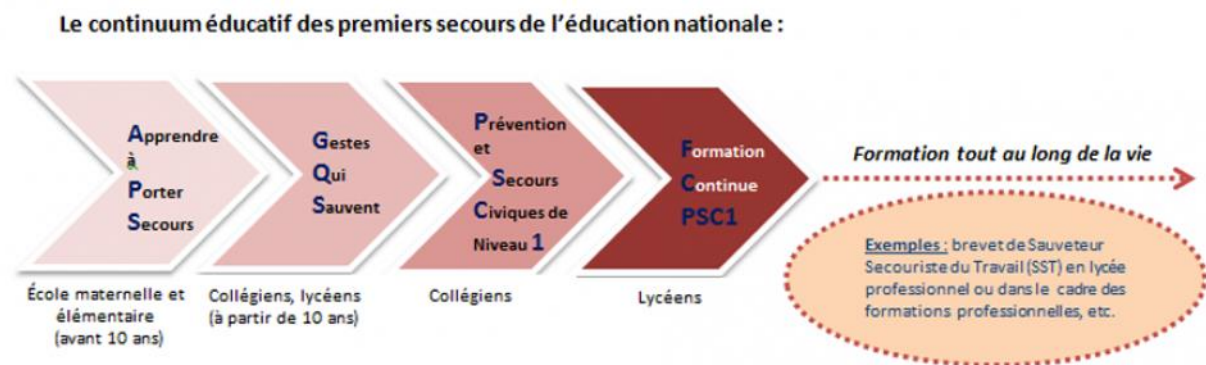 Le continuum éducatif des premiers secours de l'éducation nationale :
Apprendre
à
Porter
Secours
Gestes
Qui
Sauvent
Prévention
et
Secours
Civiques de
Niveau 1
Formation
Continue
PSC1
Formation tout au long de la vie
Exemples : brevet de Sauveteur
Secouriste du Travail (SST) en lycée
professionnel ou dans le cadre des
formations professionnelles, etc.
École maternelle et
élémentaire
(avant 10 ans)
Collégiens, lycéens
(à partir de 10 ans)
Collégiens
Lycéens